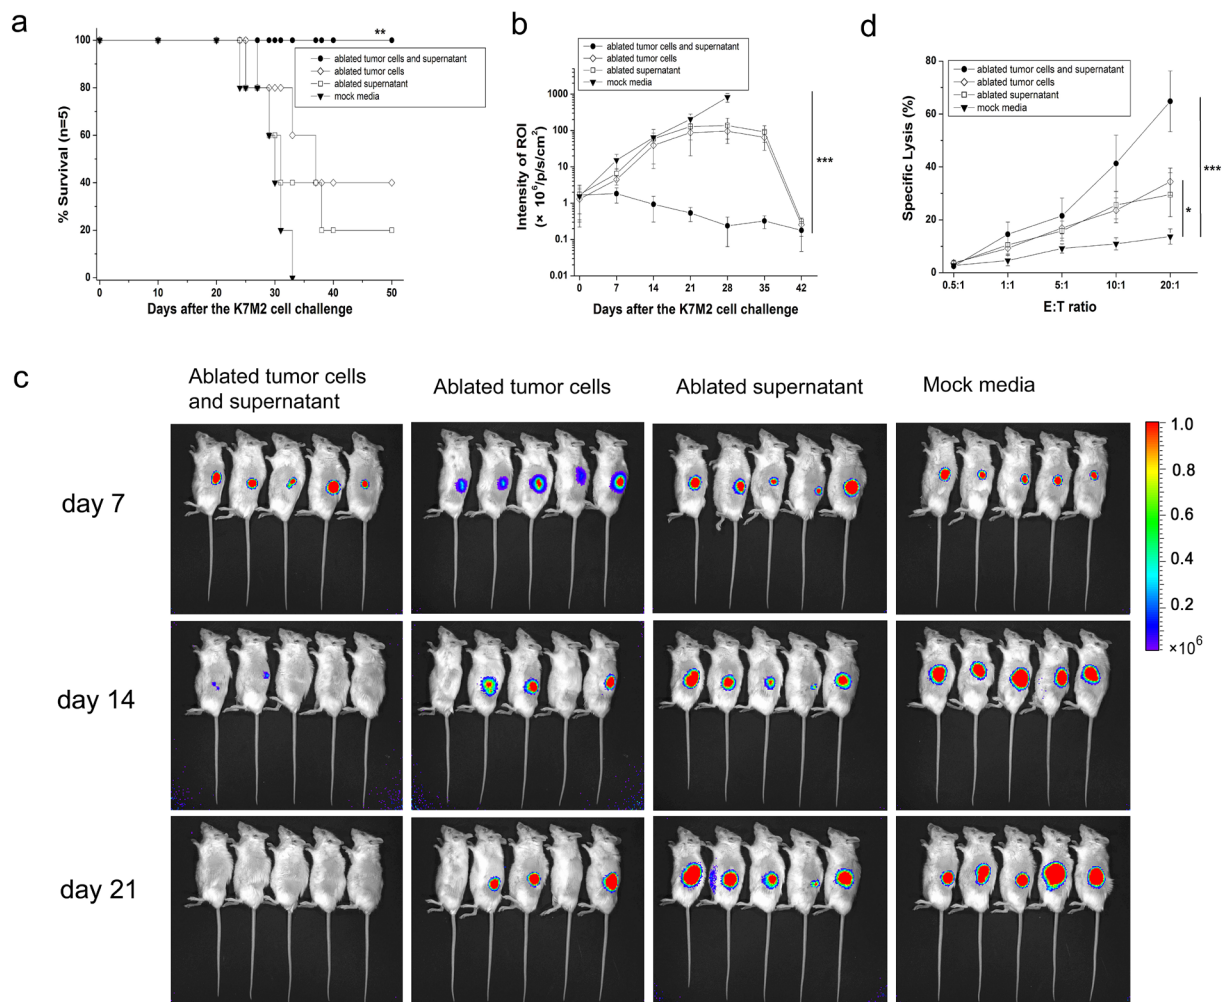 a
% Survival (n=5)
100
80
60
40
20
0
**
ablated tumor cells and supernatant
ablated tumor cells
ablated supernatant
mock media
0
10
20
30
40
50
Days after the K7M2 cell challenge
b
ablated tumor cells and supernatant
ablated tumor cells
ablated supernatant
mock media
Intensity of ROI
(× 10⁶/p/s/cm²)
1000
100
10
1
0.1
0.01
***
0
7
14
21
28
35
42
Days after the K7M2 cell challenge
d
ablated tumor cells and supernatant
ablated tumor cells
ablated supernatant
mock media
Specific Lysis (%)
80
60
40
20
0
*
***
0.5:1
1:1
5:1
10:1
20:1
E:T ratio
c
Ablated tumor cells
and supernatant
Ablated tumor cells
Ablated supernatant
Mock media
day 7
day 14
day 21
1.0
0.8
0.6
0.4
0.2
×10⁶